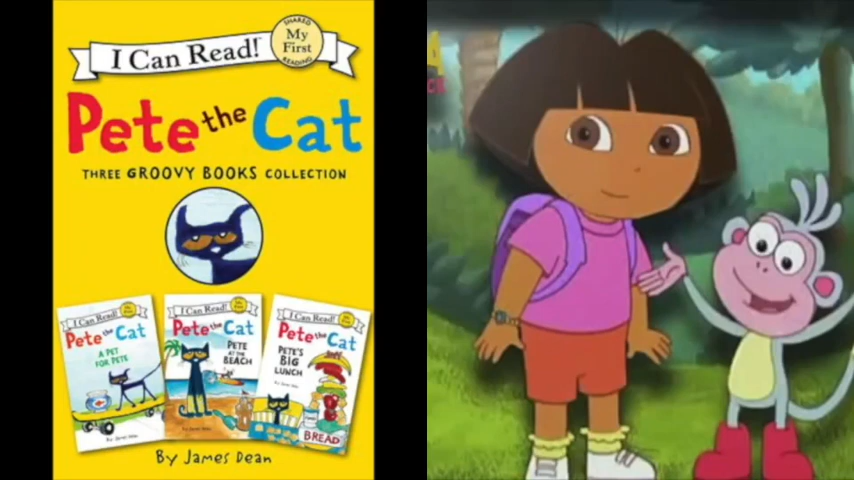 I Can Read!
SHARED
My
First
READING
Pete the Cat
THREE GROOVY BOOKS COLLECTION
I Can Read!
Pete the Cat
A PET
FOR PETE
I Can Read!
Pete the Cat
PETE
AT THE
BEACH
I Can Read!
Pete the Cat
PETE'S
BIG
LUNCH
BREAD
By James Dean